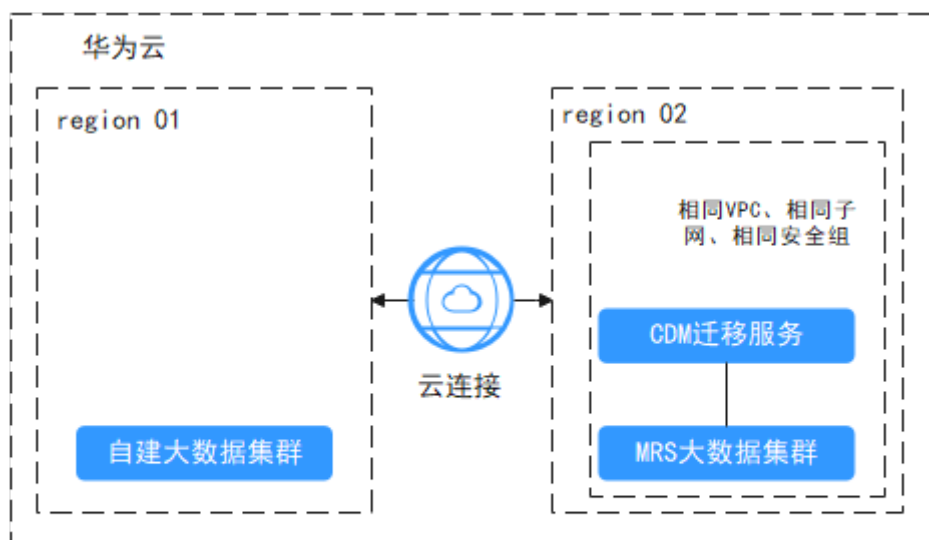 华为云
region 01
region 02
相同VPC、相同子
网、相同安全组
CDM迁移服务
云连接
自建大数据集群
MRS大数据集群